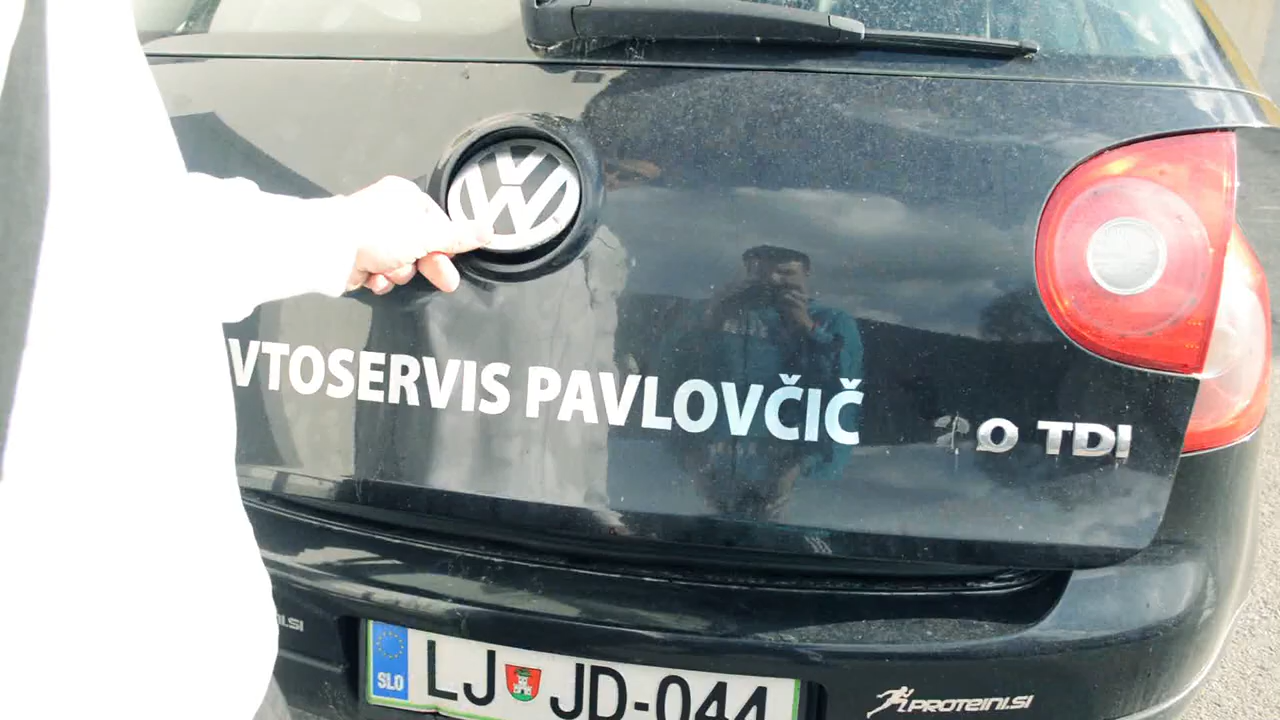 VTOSERVIS PAVLOVČIČ
2.0 TDI
SLO LJ JD-044
PROTEINI.SI